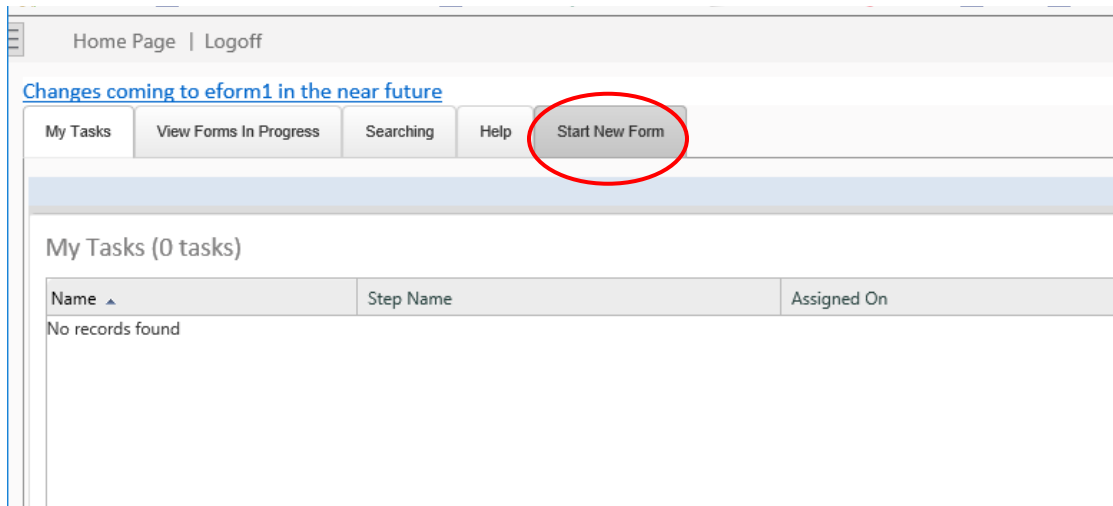 Home Page | Logoff
Changes coming to eform1 in the near future
My Tasks View Forms In Progress Searching Help Start New Form
My Tasks (0 tasks)
Name Step Name Assigned On
No records found